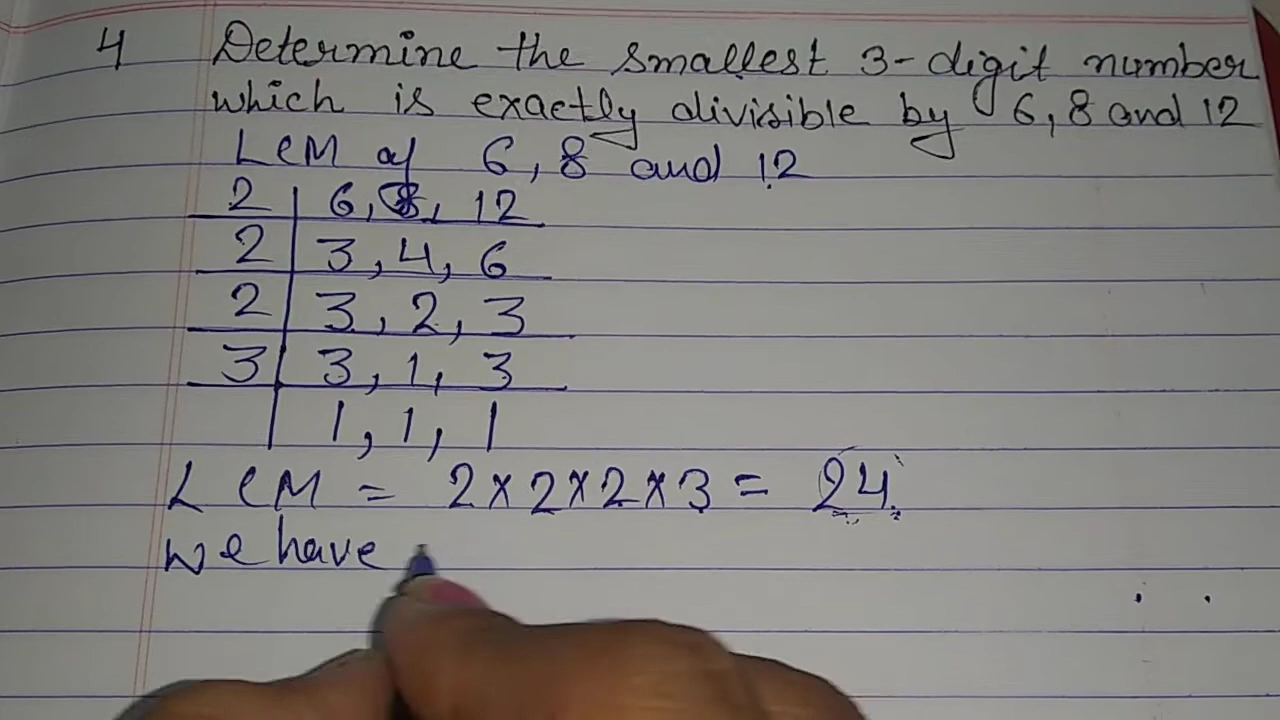 4 Determine the smallest 3-digit number
which is exactly divisible by 6, 8 and 12
LCM of 6, 8 and 12
2 | 6, 8, 12
2 | 3, 4, 6
2 | 3, 2, 3
3 | 3, 1, 3
| 1, 1, 1
LCM = 2×2×2×3 = 24
we have